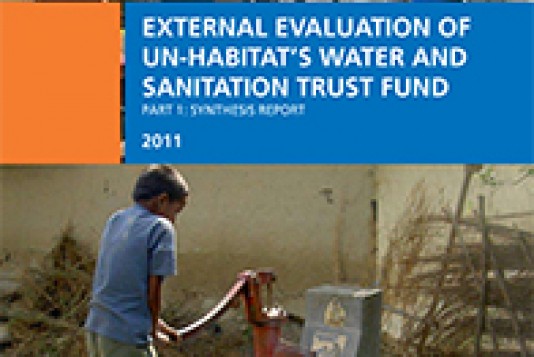 EXTERNAL EVALUATION OF
UN-HABITAT'S WATER AND
SANITATION TRUST FUND
PART 1: SYNTHESIS REPORT
2011